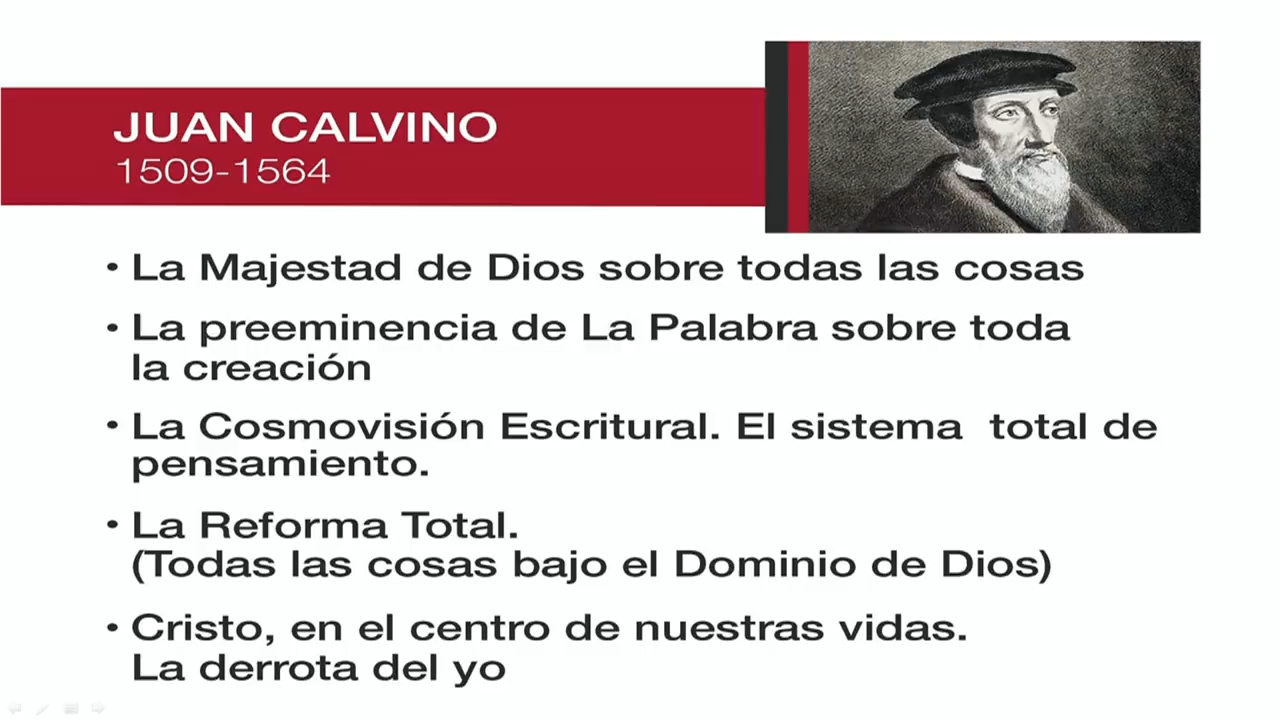 JUAN CALVINO
1509-1564
• La Majestad de Dios sobre todas las cosas
• La preeminencia de La Palabra sobre toda
la creación
• La Cosmovisión Escritural. El sistema  total de
pensamiento.
• La Reforma Total.
(Todas las cosas bajo el Dominio de Dios)
• Cristo, en el centro de nuestras vidas.
La derrota del yo